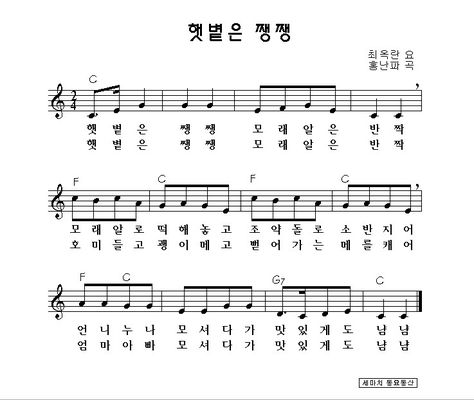 햇볕은 쨍쨍
최옥란 요
홍난파 곡
C
2
4
햇 볕 은 쨍 쨍 모 래 알 은 반 짝
햇 볕 은 쨍 쨍 모 래 알 은 반 짝
F C F C
모 래 알 로 떡 해 놓 고 조 약 돌 로 소 반 지 어
호 미 들 고 괭 이 메 고 뻗 어 가 는 메 를 캐 어
F C G7 C
언 니 누 나 모 셔 다 가 맛 있 게 도 냠 냠
엄 마 아 빠 모 셔 다 가 맛 있 게 도 냠 냠
세마치 동요동산